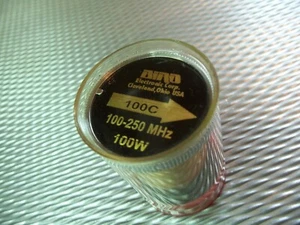 BIRD
Electronic Corp.
Cleveland, Ohio USA
100C
100-250 MHz
100W